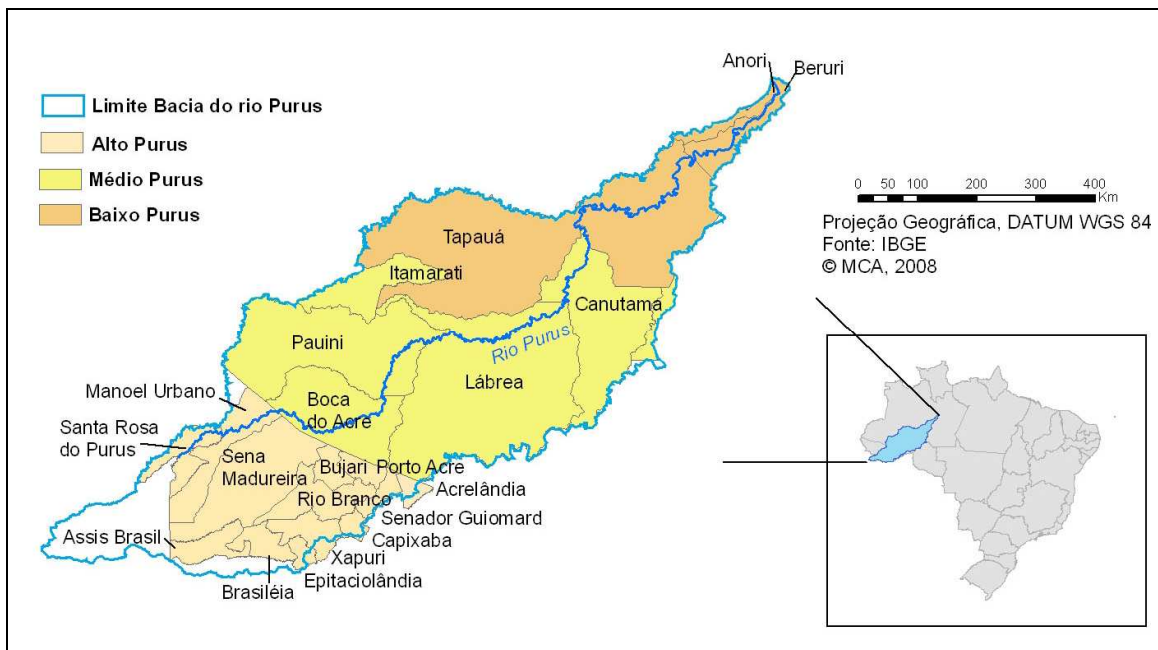 Anori
Beruri
Limite Bacia do rio Purus
Alto Purus
Médio Purus
Baixo Purus
0 50 100 200 300 400
Km
Projeção Geográfica, DATUM WGS 84
Fonte: IBGE
© MCA, 2008
Tapauá
Itamarati
Canutama
Rio Purus
Pauini
Lábrea
Manoel Urbano
Boca
do Acre
Santa Rosa
do Purus
Sena
Madureira
Bujari
Porto Acre
Rio Branco
Acrelândia
Senador Guiomard
Assis Brasil
Capixaba
Xapuri
Epitaciolândia
Brasiléia